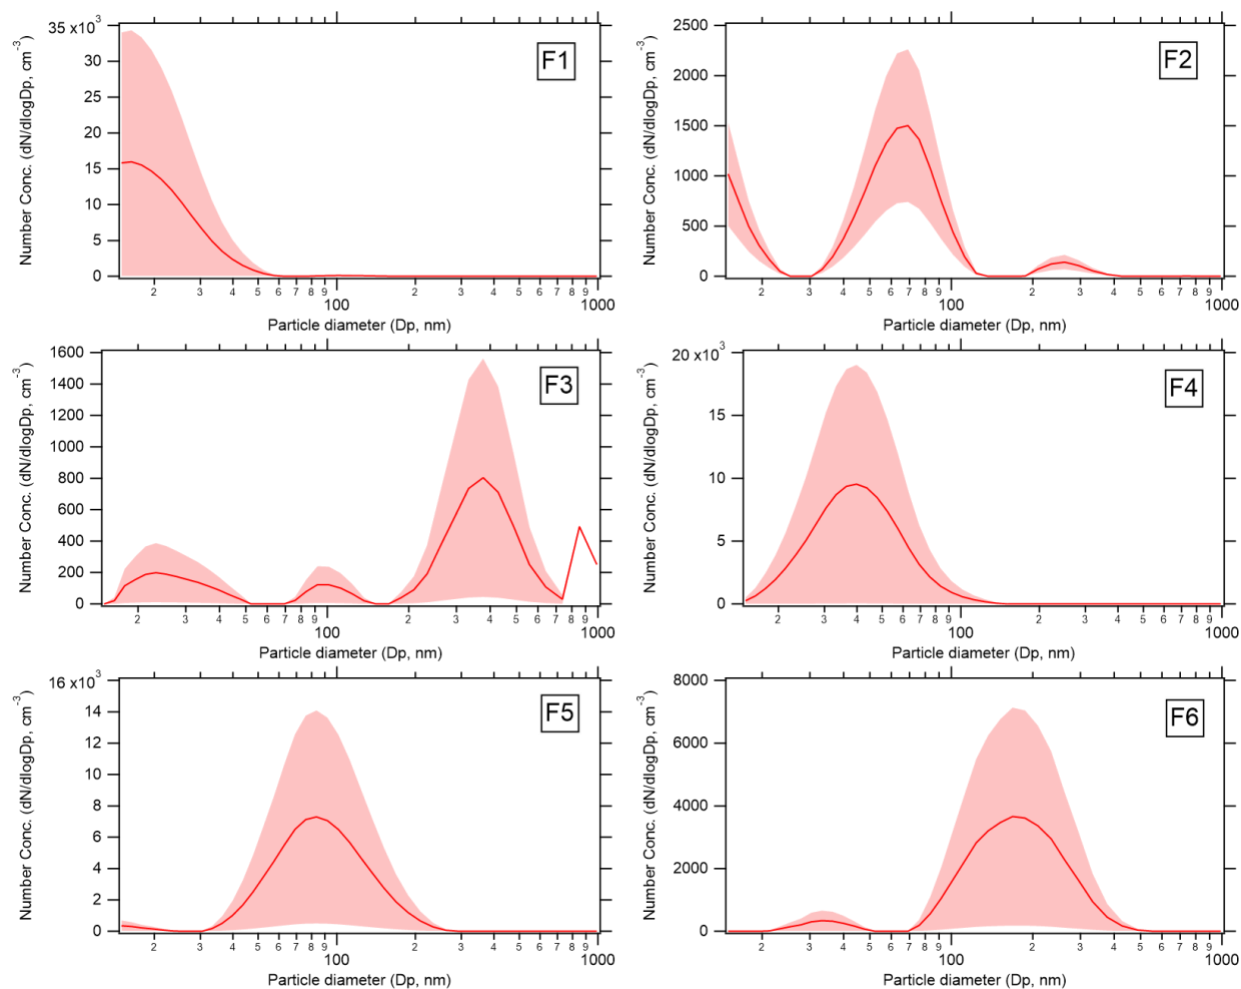 35 x10³
30
25
20
15
10
5
0
Number Conc. (dN/dlogDp, cm⁻³)
F1
2 3 4 5 6 7 8 9 100 2 3 4 5 6 7 8 9 1000
Particle diameter (Dp, nm)
2500
2000
1500
1000
500
0
Number Conc. (dN/dlogDp, cm⁻³)
F2
2 3 4 5 6 7 8 9 100 2 3 4 5 6 7 8 9 1000
Particle diameter (Dp, nm)
1600
1400
1200
1000
800
600
400
200
0
Number Conc. (dN/dlogDp, cm⁻³)
F3
2 3 4 5 6 7 8 9 100 2 3 4 5 6 7 8 9 1000
Particle diameter (Dp, nm)
20 x10³
15
10
5
0
Number Conc. (dN/dlogDp, cm⁻³)
F4
2 3 4 5 6 7 8 9 100 2 3 4 5 6 7 8 9 1000
Particle diameter (Dp, nm)
16 x10³
14
12
10
8
6
4
2
0
Number Conc. (dN/dlogDp, cm⁻³)
F5
2 3 4 5 6 7 8 9 100 2 3 4 5 6 7 8 9 1000
Particle diameter (Dp, nm)
8000
6000
4000
2000
0
Number Conc. (dN/dlogDp, cm⁻³)
F6
2 3 4 5 6 7 8 9 100 2 3 4 5 6 7 8 9 1000
Particle diameter (Dp, nm)